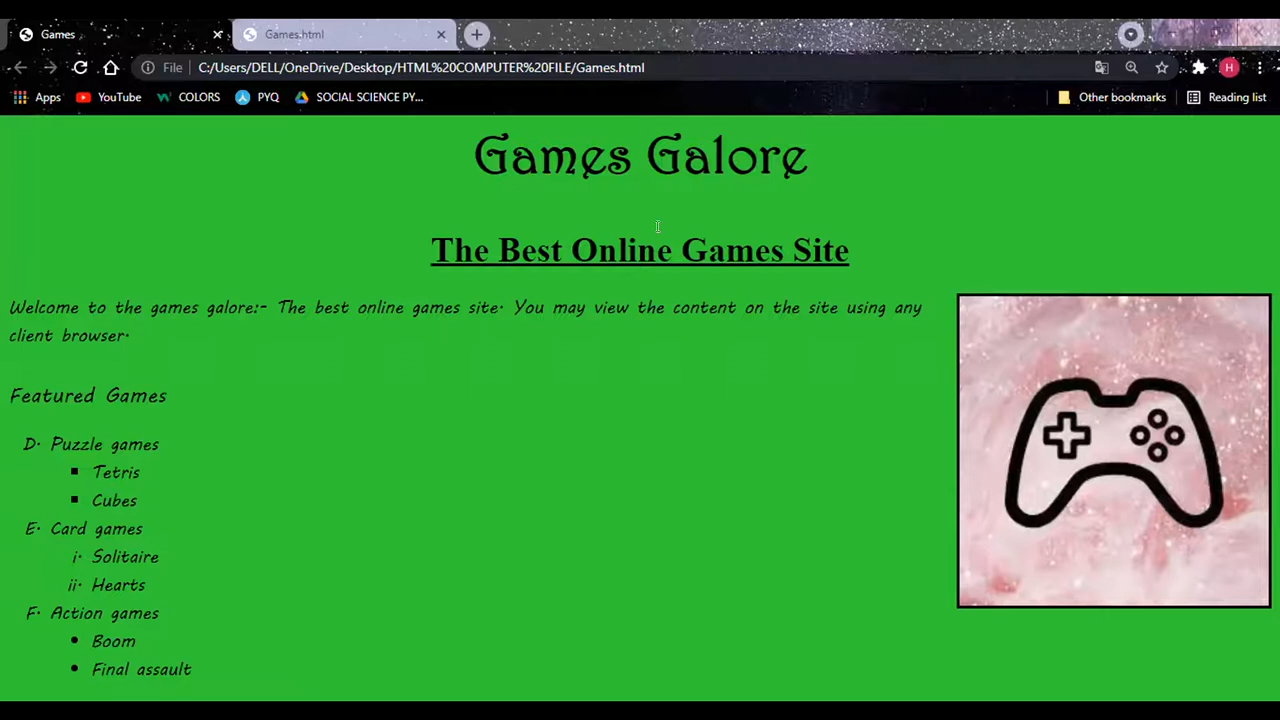 Games
Games.html
File C:/Users/DELL/OneDrive/Desktop/HTML%20COMPUTER%20FILE/Games.html
H
Apps YouTube COLORS PYQ SOCIAL SCIENCE PY... Other bookmarks Reading list
Games Galore
The Best Online Games Site
Welcome to the games galore:- The best online games site. You may view the content on the site using any
client browser.
Featured Games
D. Puzzle games
Tetris
Cubes
E. Card games
i. Solitaire
ii. Hearts
F. Action games
Boom
Final assault